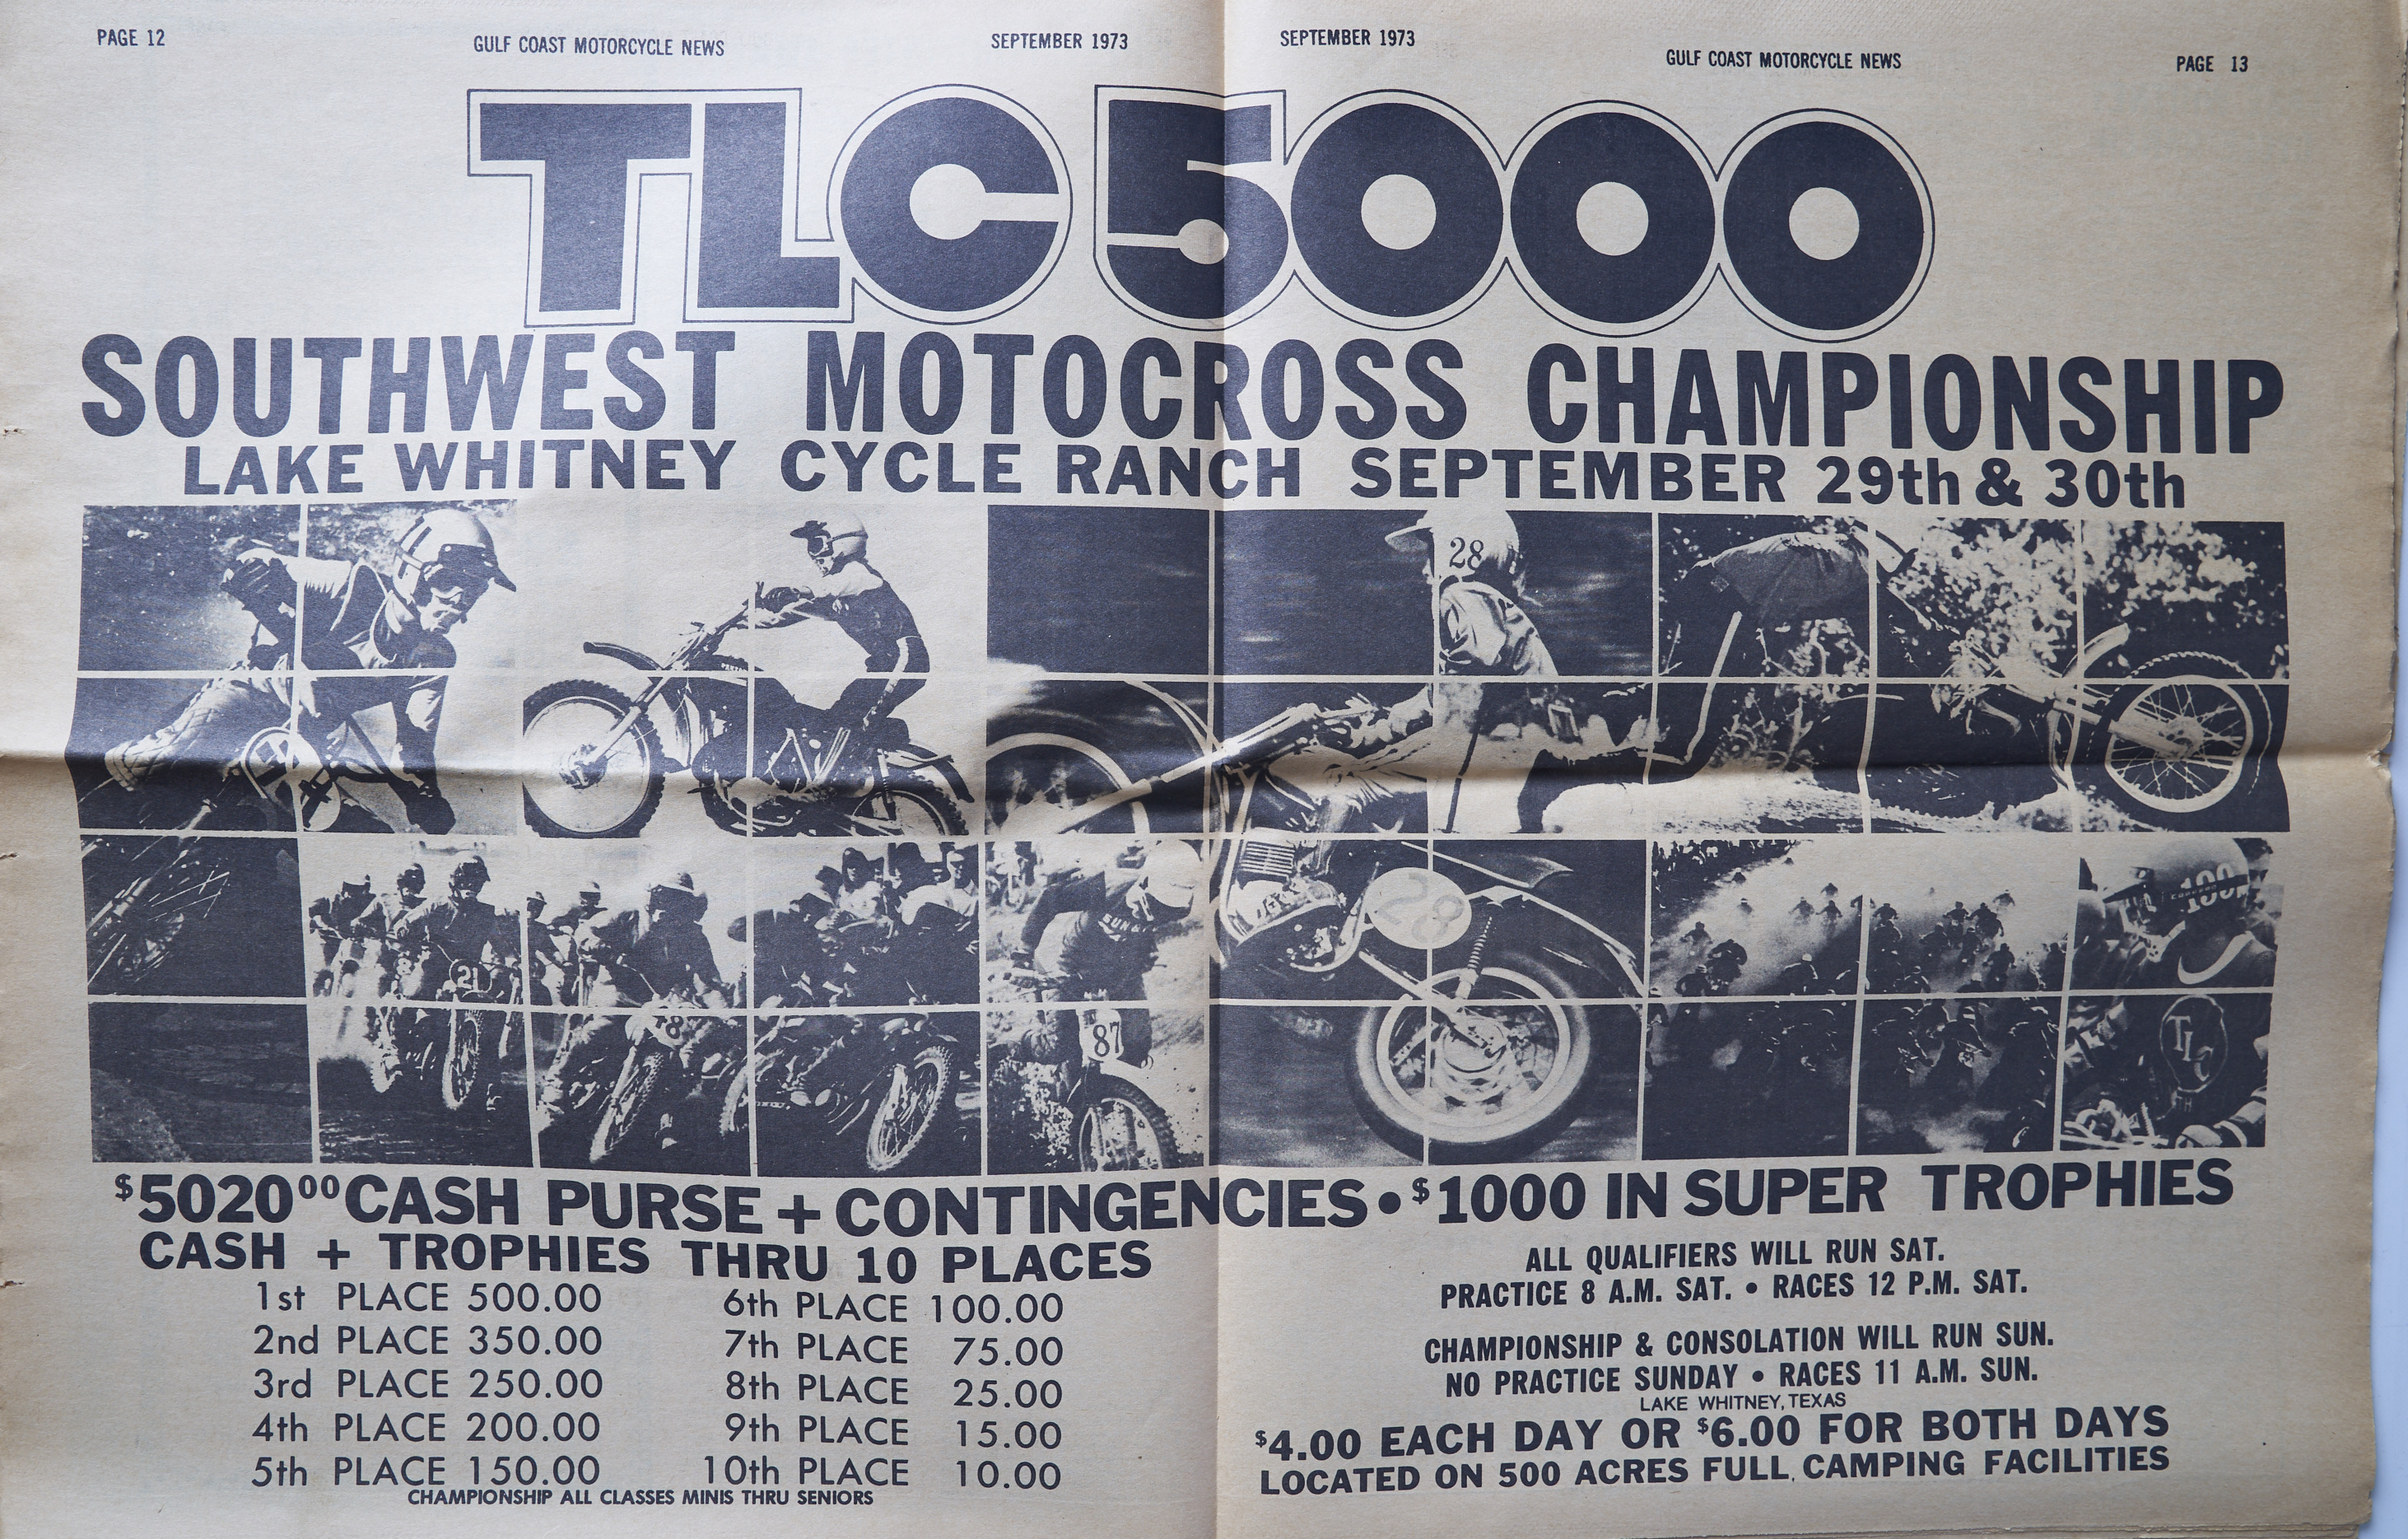 PAGE 12 GULF COAST MOTORCYCLE NEWS SEPTEMBER 1973
SEPTEMBER 1973 GULF COAST MOTORCYCLE NEWS PAGE 13
TLC 5000
SOUTHWEST MOTOCROSS CHAMPIONSHIP
LAKE WHITNEY CYCLE RANCH SEPTEMBER 29th & 30th
28
28
21
87
TLC
$5020⁰⁰ CASH PURSE + CONTINGENCIES • $1000 IN SUPER TROPHIES
CASH + TROPHIES THRU 10 PLACES
1st PLACE 500.00
2nd PLACE 350.00
3rd PLACE 250.00
4th PLACE 200.00
5th PLACE 150.00
6th PLACE 100.00
7th PLACE 75.00
8th PLACE 25.00
9th PLACE 15.00
10th PLACE 10.00
CHAMPIONSHIP ALL CLASSES MINIS THRU SENIORS
ALL QUALIFIERS WILL RUN SAT.
PRACTICE 8 A.M. SAT. • RACES 12 P.M. SAT.
CHAMPIONSHIP & CONSOLATION WILL RUN SUN.
NO PRACTICE SUNDAY • RACES 11 A.M. SUN.
LAKE WHITNEY, TEXAS
$4.00 EACH DAY OR $6.00 FOR BOTH DAYS
LOCATED ON 500 ACRES FULL CAMPING FACILITIES